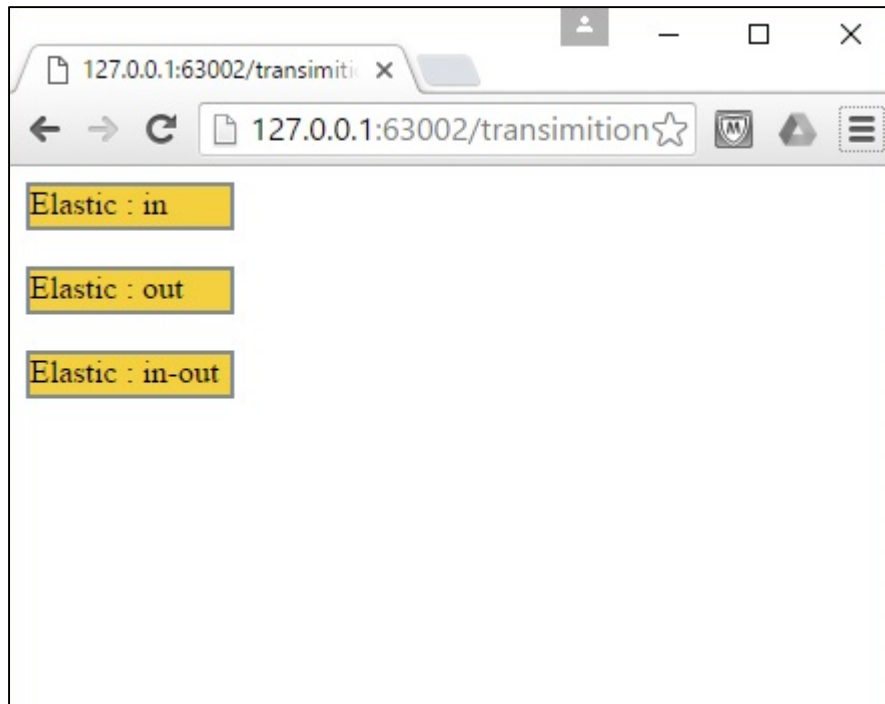 127.0.0.1:63002/transimiti
127.0.0.1:63002/transimition
Elastic : in
Elastic : out
Elastic : in-out